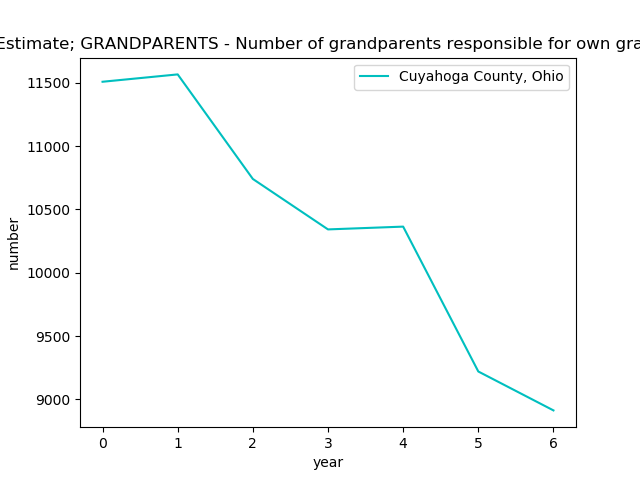 Estimate; GRANDPARENTS - Number of grandparents responsible for own gra
Cuyahoga County, Ohio
11500
11000
10500
10000
9500
9000
number
0 1 2 3 4 5 6
year